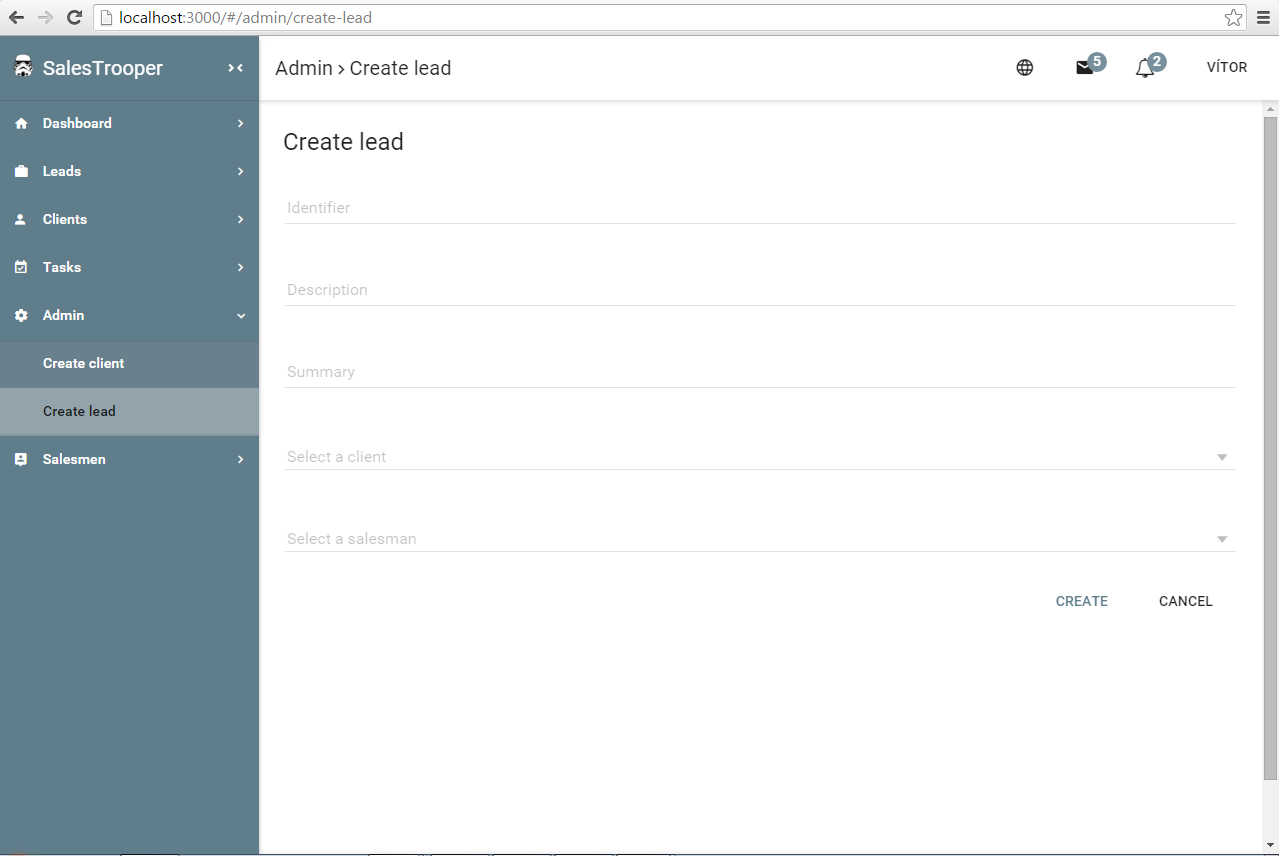 localhost:3000/#/admin/create-lead
SalesTrooper
Admin › Create lead
5
2
VÍTOR
Dashboard
Leads
Clients
Tasks
Admin
Create client
Create lead
Salesmen
Create lead
Identifier
Description
Summary
Select a client
Select a salesman
CREATE
CANCEL